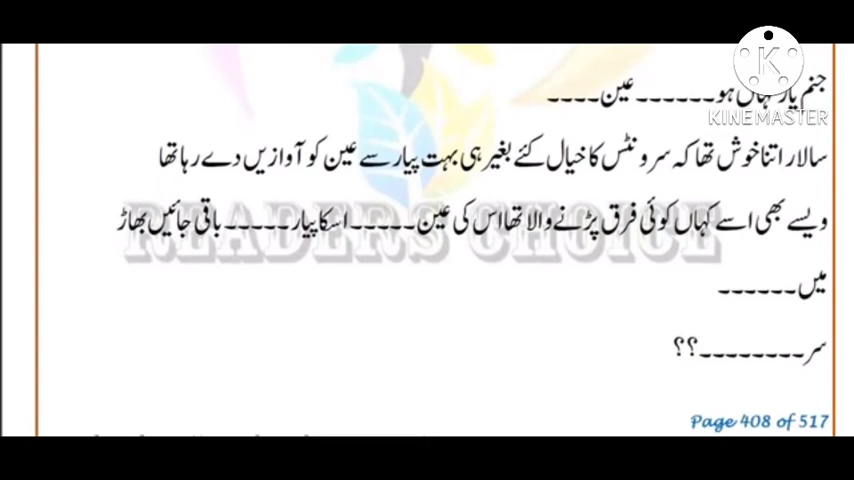 KINEMASTER
جنم یار کہاں ہو۔۔۔۔۔۔۔ عین۔۔۔۔
سالار اتنا خوش تھا کہ سرونٹس کا خیال کئے بغیر ہی بہت پیار سے عین کو آوازیں دے رہا تھا
ویسے بھی اسے کہاں کوئی فرق پڑنے والا تھا اس کی عین۔۔۔۔۔ اسکا پیار۔۔۔۔۔ باقی جائیں بھاڑ
READERS CHOICE
میں۔۔۔۔۔۔
سر۔۔۔۔۔۔۔۔؟؟
Page 408 of 517